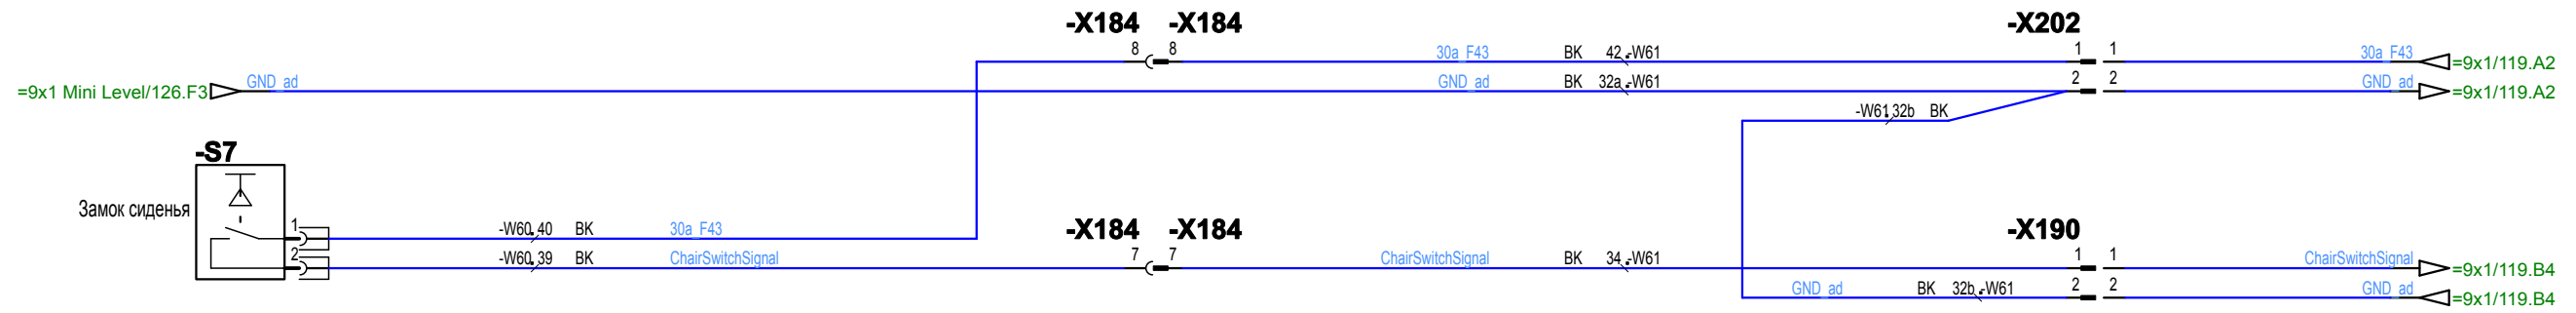 -X184 -X184 -X202
8 8 30a_F43 BK 42 -W61 1 1 30a_F43 =9x1/119.A2
=9x1 Mini Level/126.F3 GND_ad GND_ad BK 32a -W61 2 2 GND_ad =9x1/119.A2
-W61 32b BK
-S7
Замок сиденья
-X184 -X184 -X190
1 -W60 40 BK 30a_F43
7 7 1 1
2 -W60 39 BK ChairSwitchSignal ChairSwitchSignal BK 34 -W61 ChairSwitchSignal =9x1/119.B4
GND_ad BK 32b -W61 2 2 GND_ad =9x1/119.B4